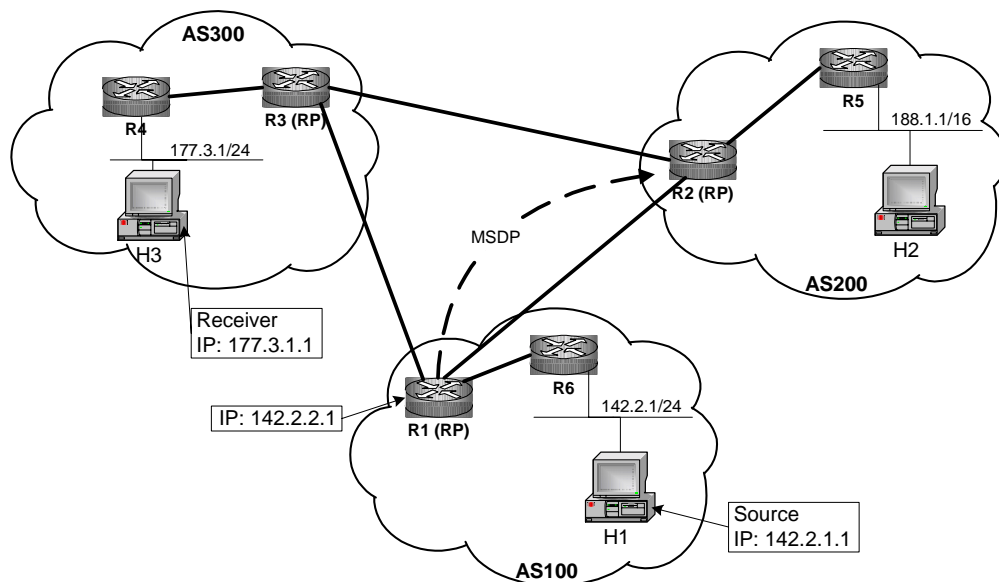 AS300
R4
R3 (RP)
177.3.1/24
H3
Receiver
IP: 177.3.1.1
R5
188.1.1/16
R2 (RP)
H2
AS200
MSDP
R6
IP: 142.2.2.1
R1 (RP)
142.2.1/24
H1
Source
IP: 142.2.1.1
AS100